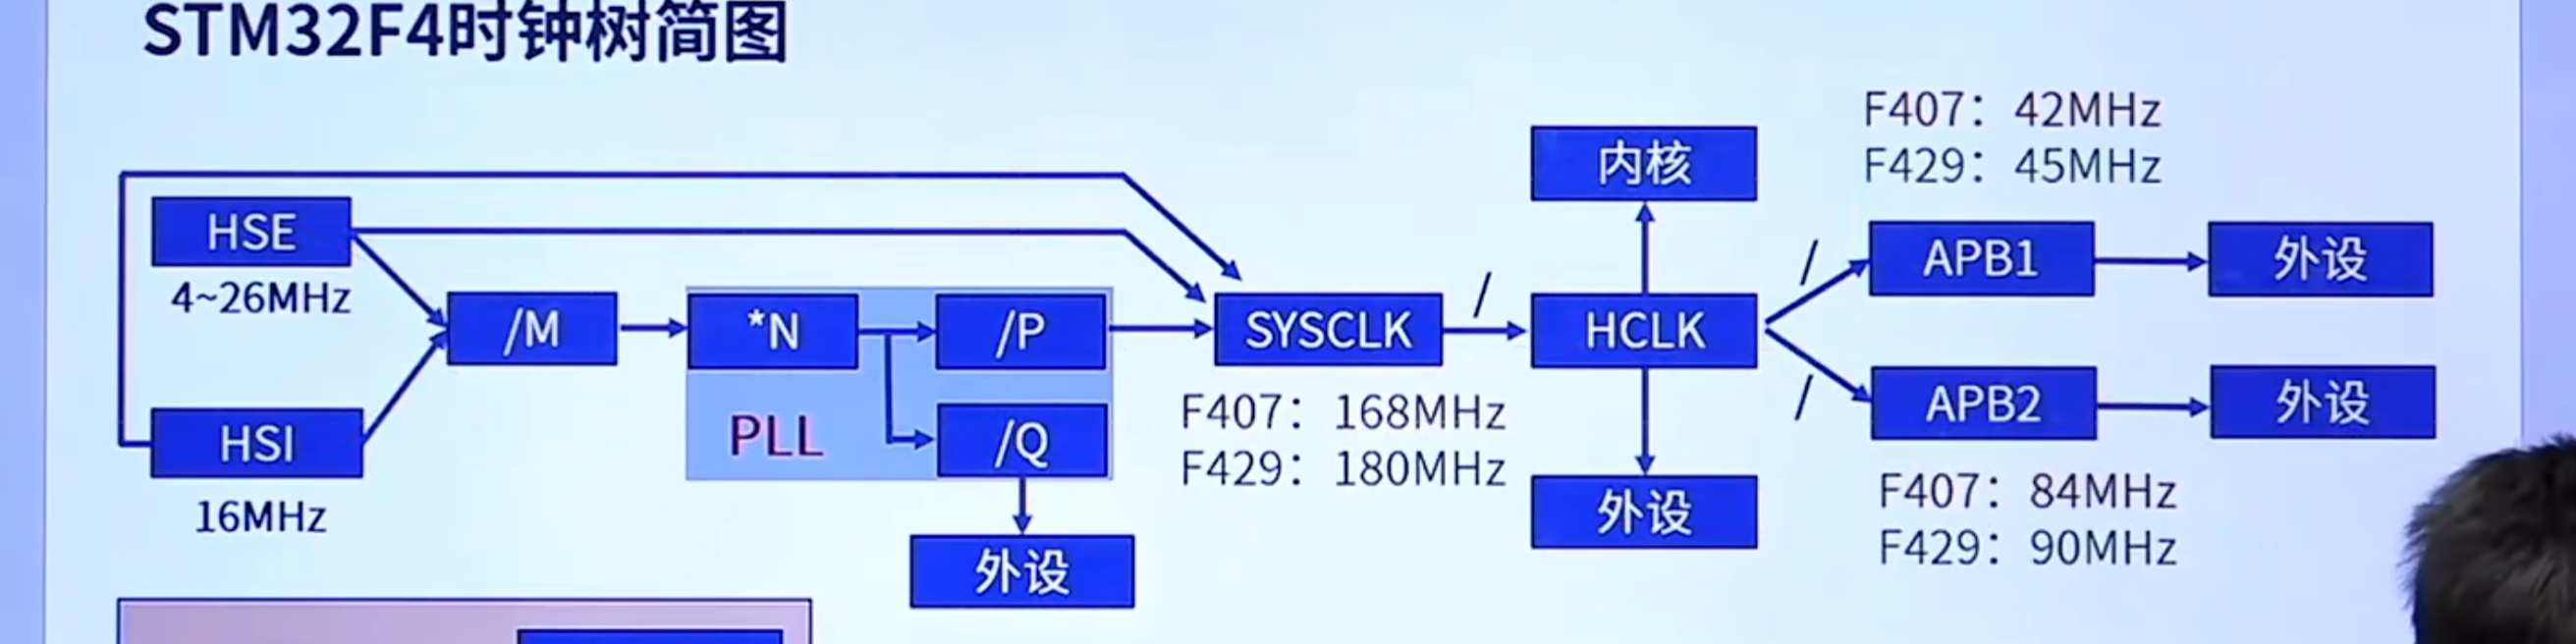 STM32F4时钟树简图
F407：42MHz
F429：45MHz
内核
HSE
4~26MHz
APB1
外设
/
/
/M
*N
/P
SYSCLK
HCLK
/
APB2
外设
HSI
16MHz
PLL
/Q
F407：168MHz
F429：180MHz
外设
F407：84MHz
F429：90MHz
外设